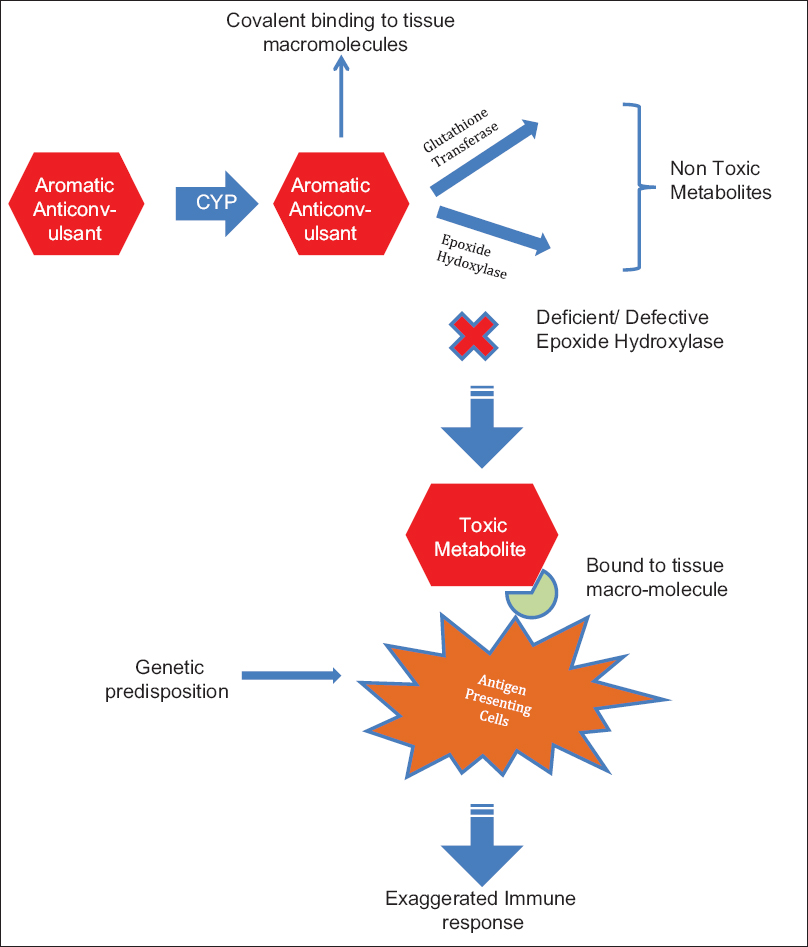 Covalent binding to tissue
macromolecules
Aromatic
Anticonv-
ulsant
CYP
Aromatic
Anticonv-
ulsant
Glutathione
Transferase
Epoxide
Hydoxylase
Non Toxic
Metabolites
Deficient/ Defective
Epoxide Hydroxylase
Toxic
Metabolite
Bound to tissue
macro-molecule
Genetic
predisposition
Antigen
Presenting
Cells
Exaggerated Immune
response